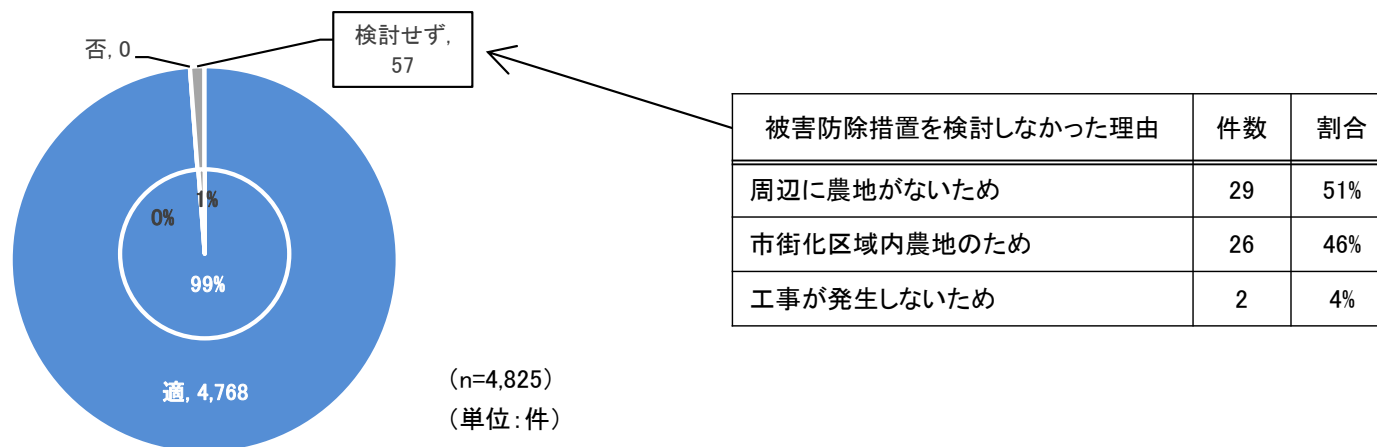 否, 0
検討せず,
57
0%
1%
99%
適, 4,768
（n=4,825）
（単位：件）
被害防除措置を検討しなかった理由 件数 割合
周辺に農地がないため 29 51%
市街化区域内農地のため 26 46%
工事が発生しないため 2 4%